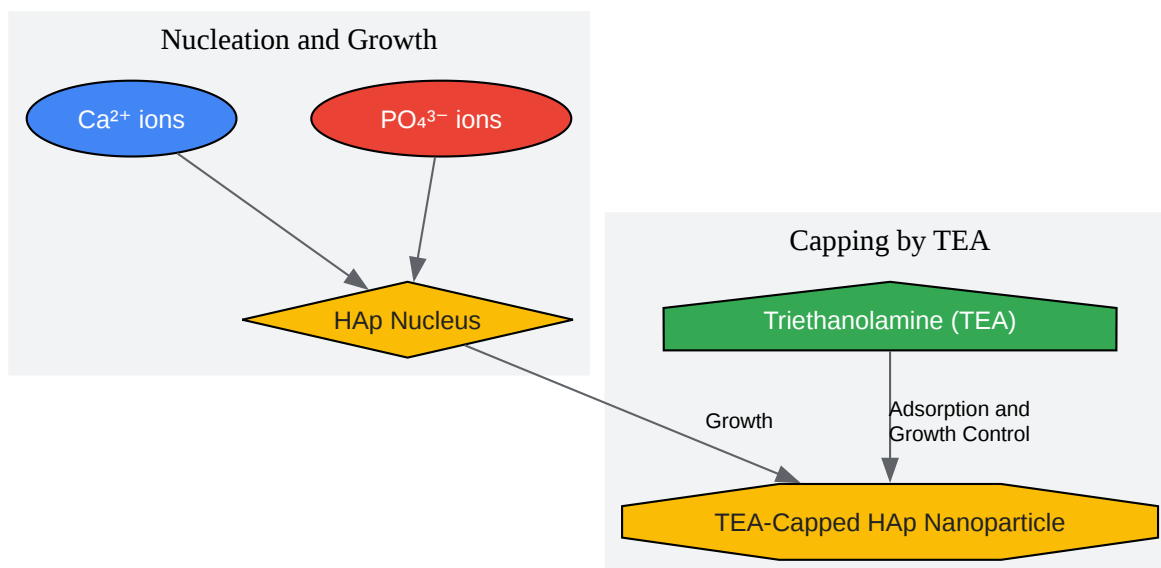 Nucleation and Growth
Ca²⁺ ions
PO₄³⁻ ions
HAp Nucleus
Capping by TEA
Triethanolamine (TEA)
Growth
Adsorption and
Growth Control
TEA-Capped HAp Nanoparticle